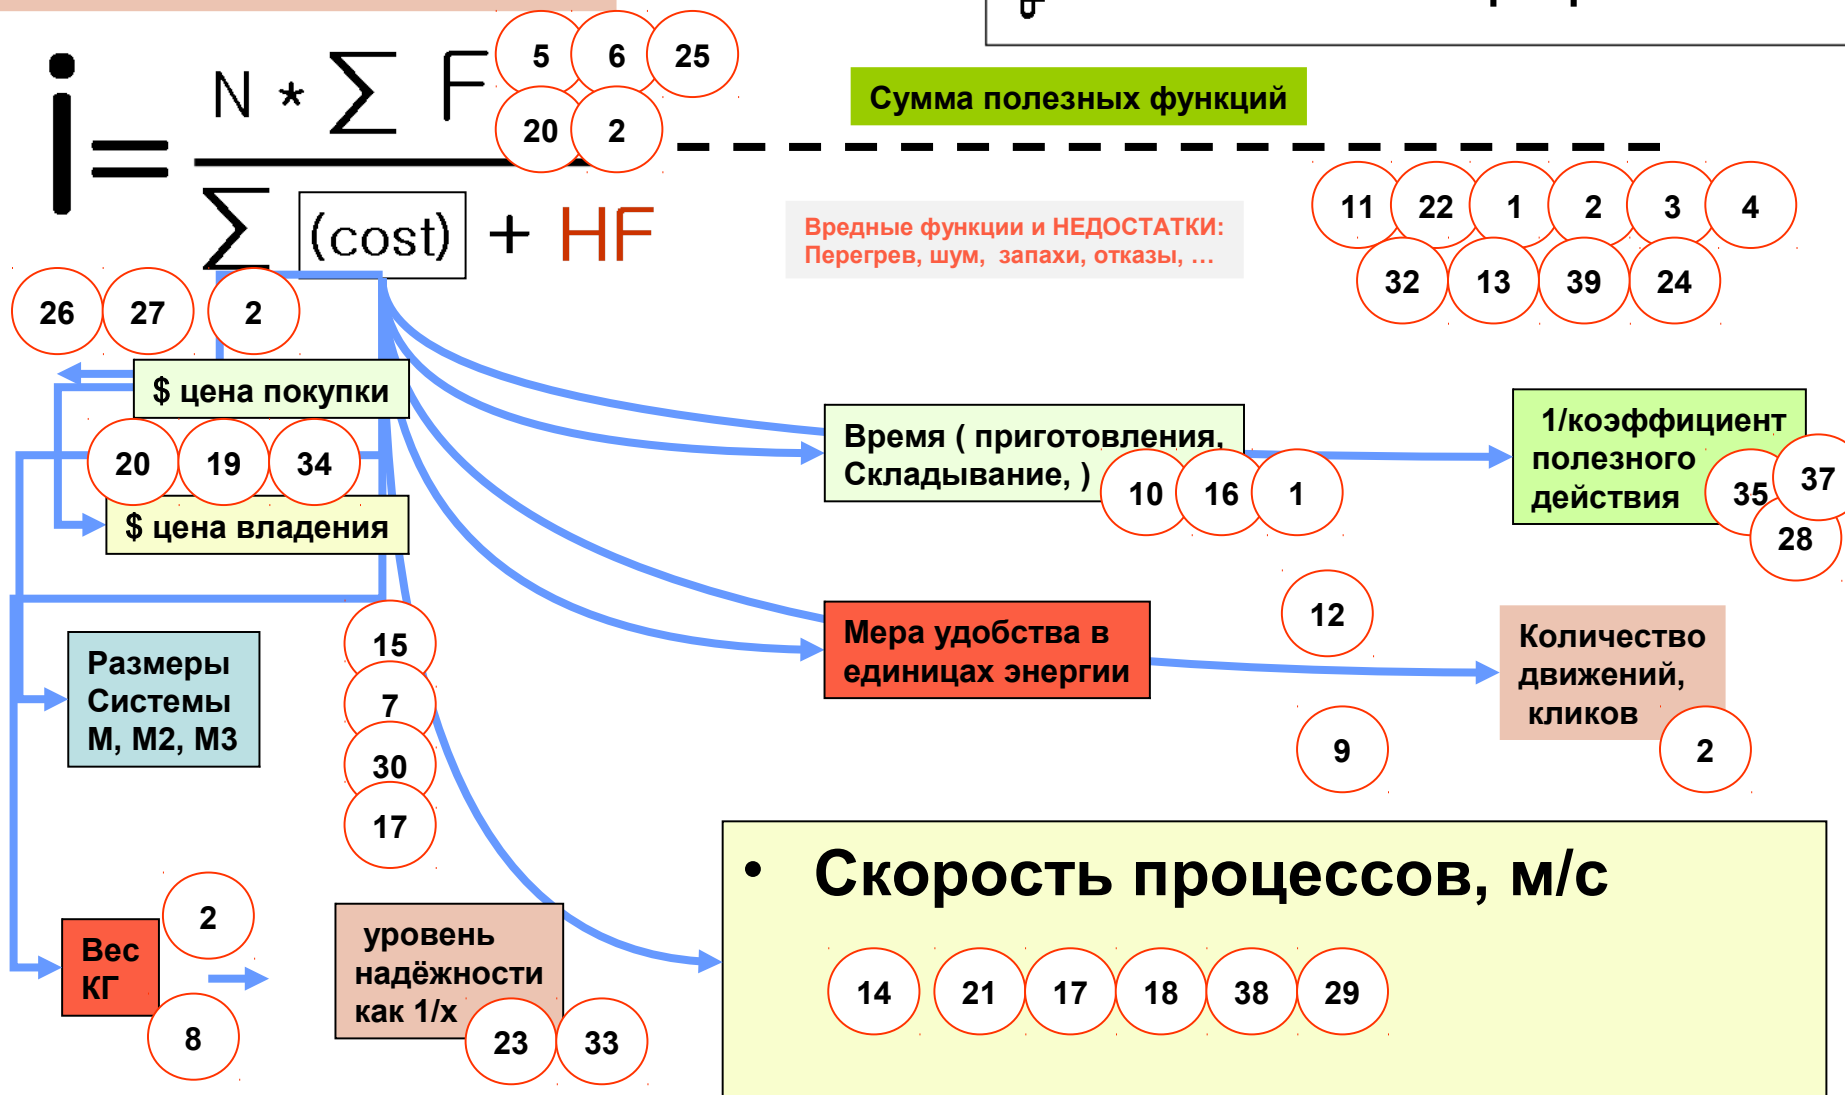 i = N * ∑ F
∑ (cost) + HF
5 6 25
20 2
Сумма полезных функций
Вредные функции и НЕДОСТАТКИ:
Перегрев, шум, запахи, отказы, …
11 22 1 2 3 4
32 13 39 24
26 27 2
$ цена покупки
20 19 34
$ цена владения
Время ( приготовления,
Складывание, )
10 16 1
1/коэффициент
полезного
действия
35 37
28
Мера удобства в
единицах энергии
12
9
Количество
движений,
кликов
2
Размеры
Системы
М, М2, М3
15
7
30
17
Вес
КГ
2
8
уровень
надёжности
как 1/х
23 33
• Скорость процессов, м/с
14 21 17 18 38 29